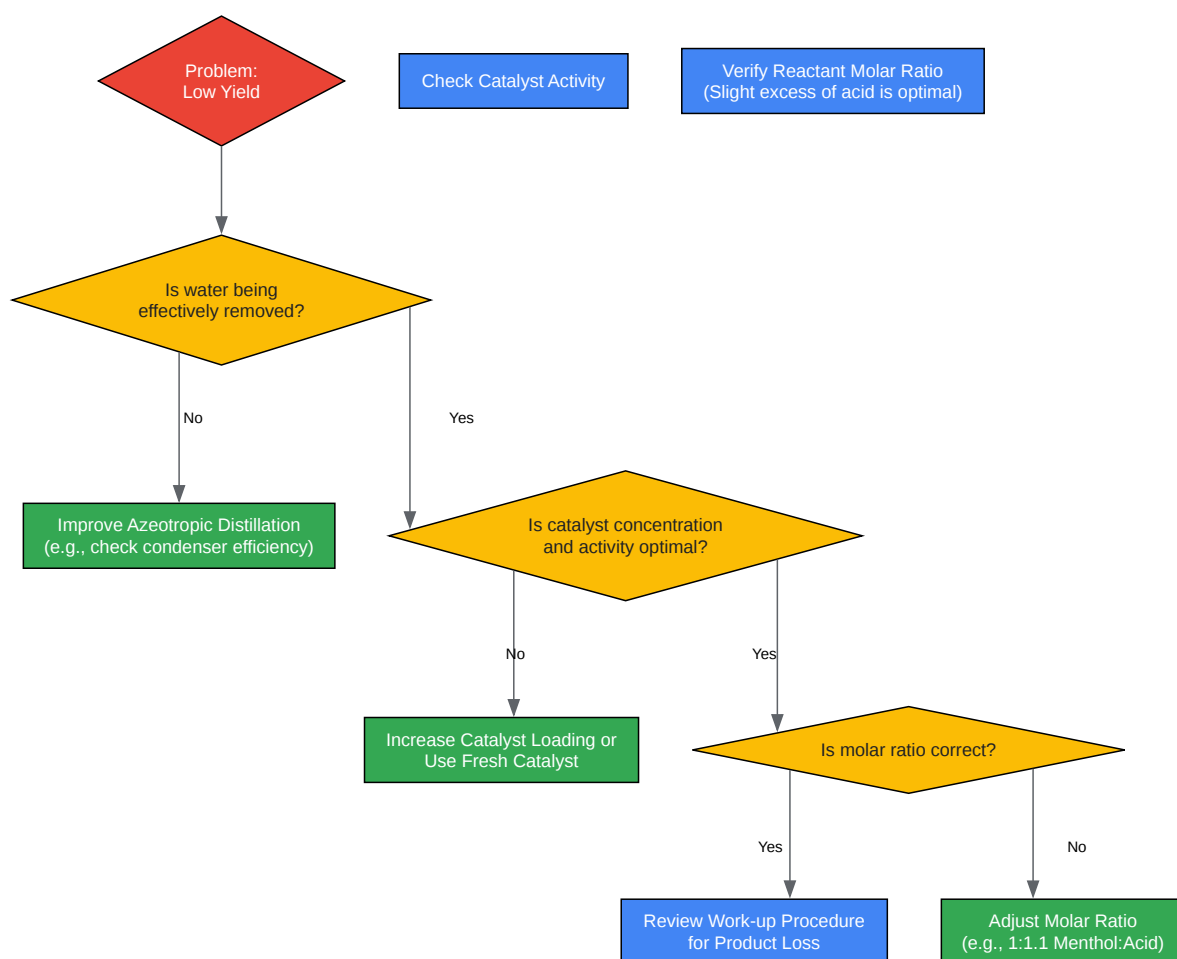 Problem:
Low Yield
Check Catalyst Activity
Verify Reactant Molar Ratio
(Slight excess of acid is optimal)
Is water being
effectively removed?
No
Yes
Improve Azeotropic Distillation
(e.g., check condenser efficiency)
Is catalyst concentration
and activity optimal?
No
Yes
Increase Catalyst Loading or
Use Fresh Catalyst
Is molar ratio correct?
Yes
No
Review Work-up Procedure
for Product Loss
Adjust Molar Ratio
(e.g., 1:1.1 Menthol:Acid)